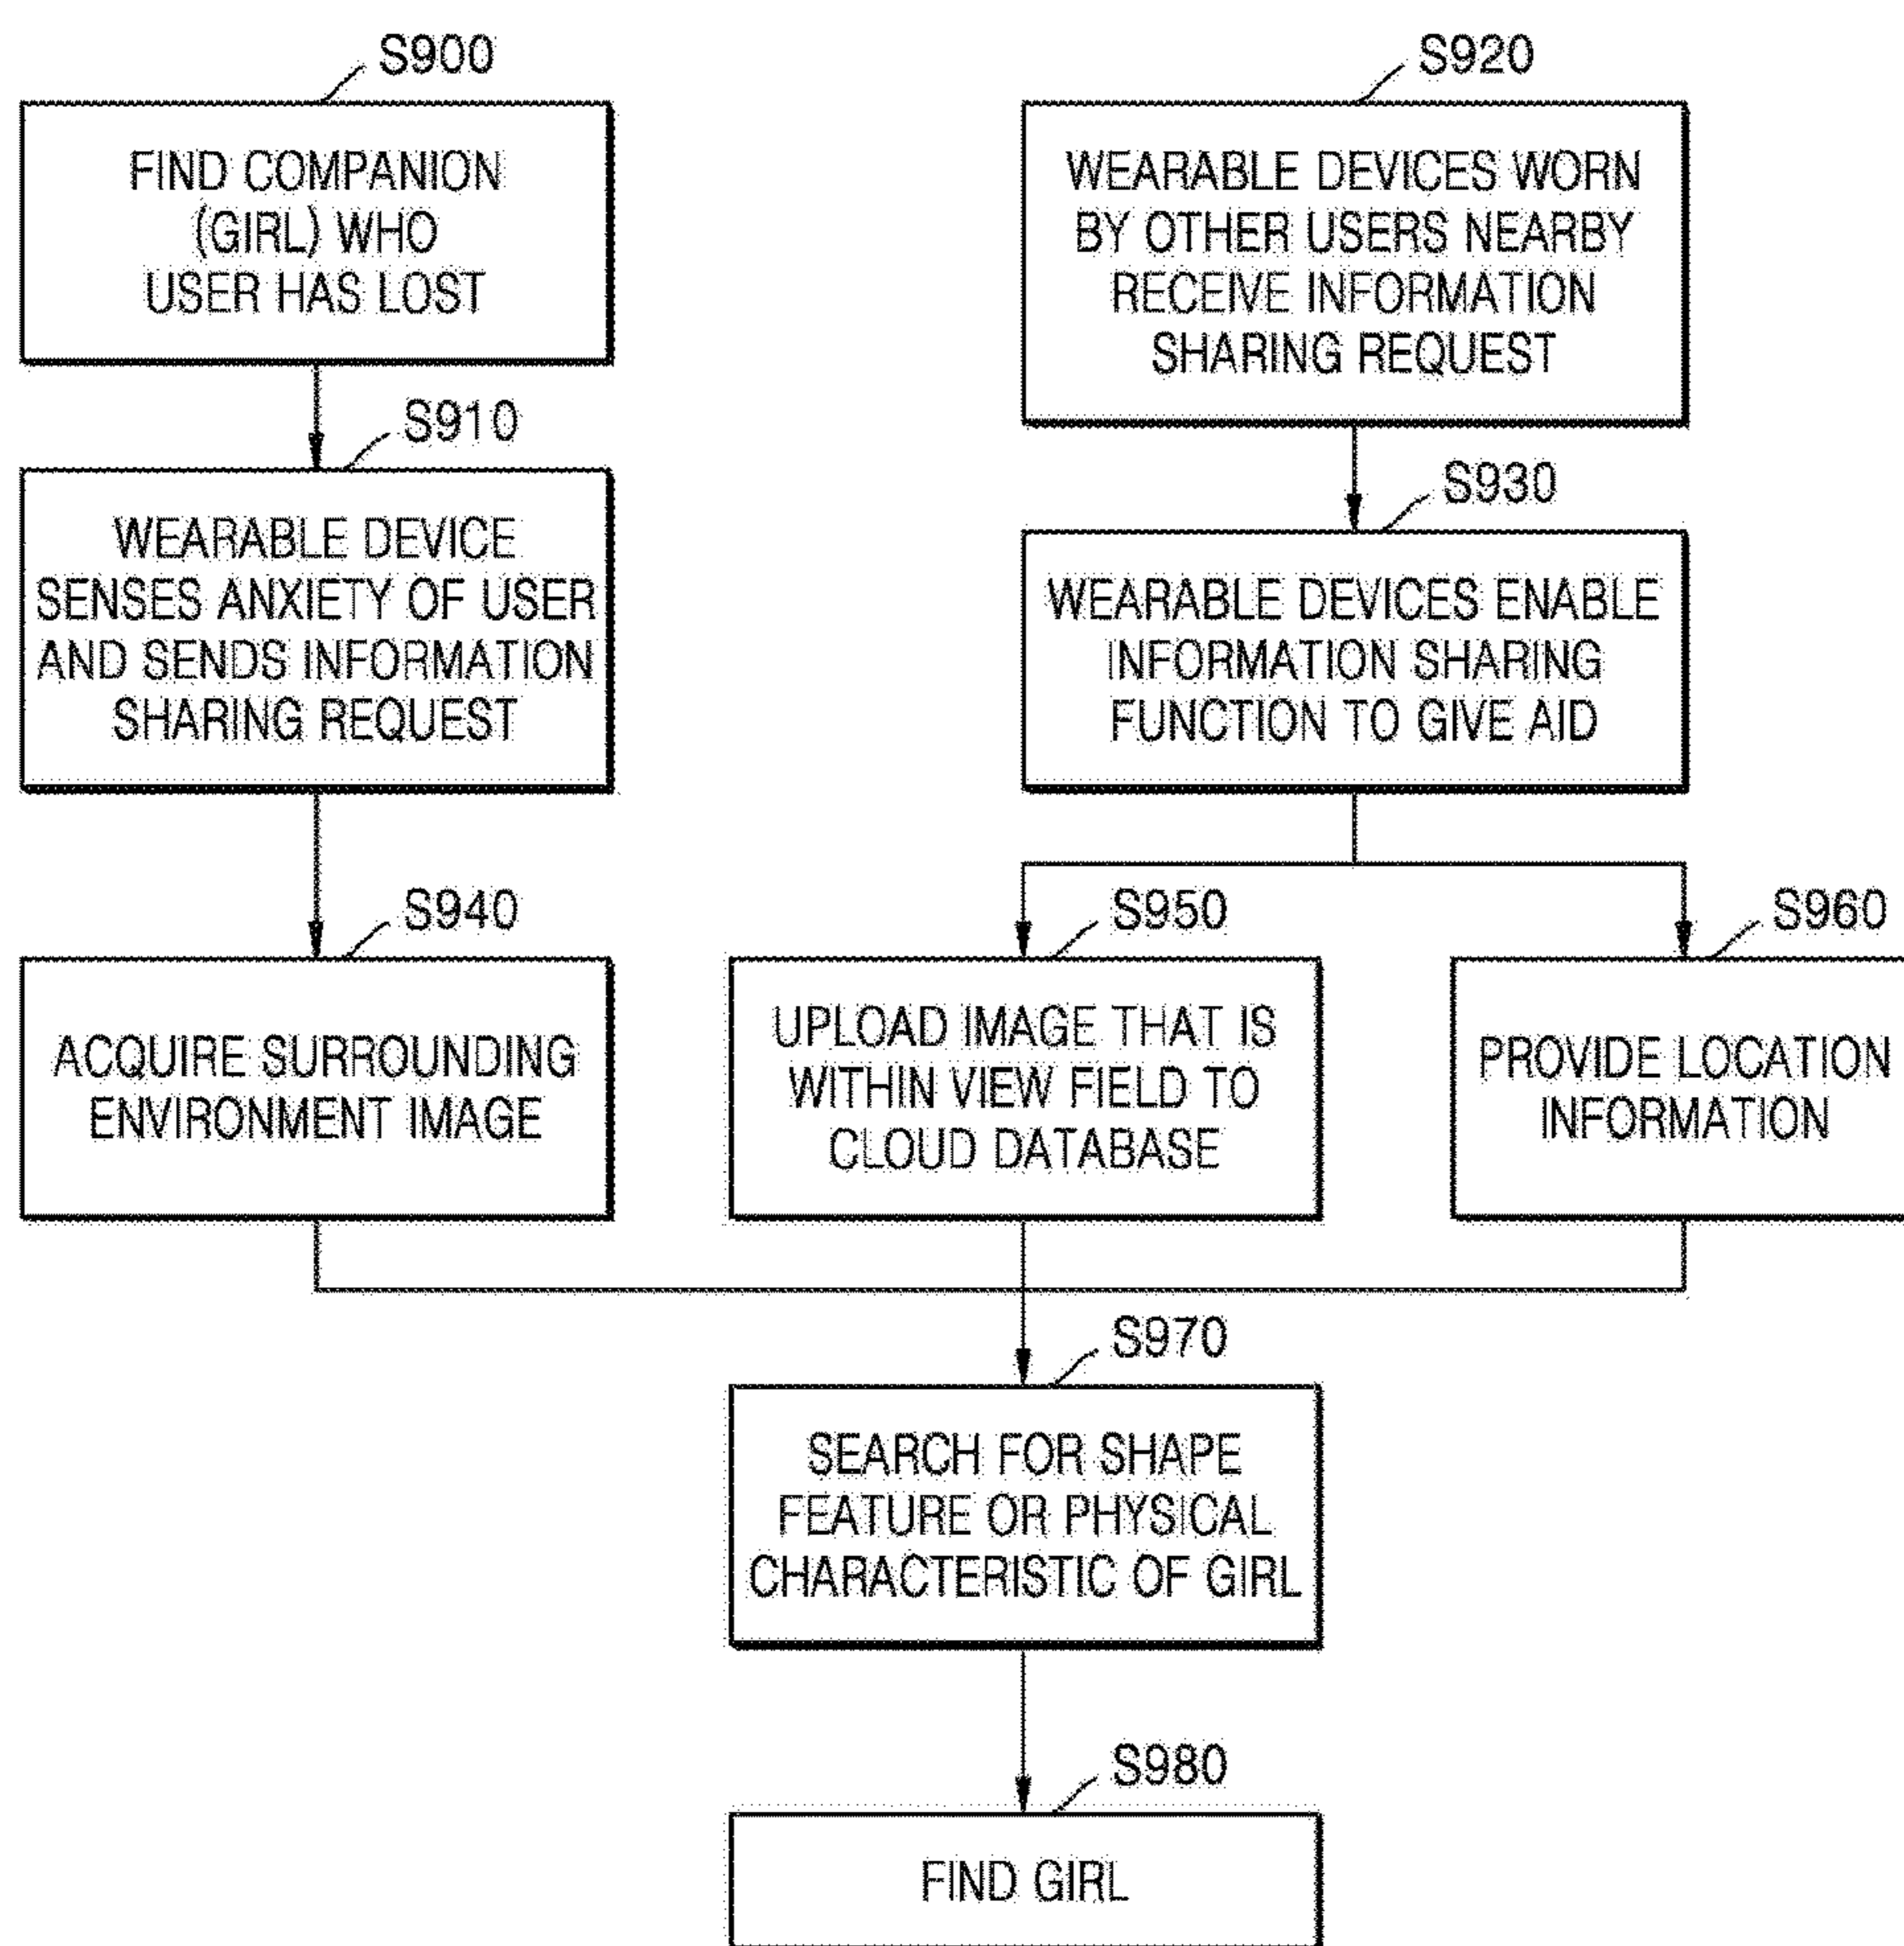 S900
FIND COMPANION
(GIRL) WHO
USER HAS LOST
S910
WEARABLE DEVICE
SENSES ANXIETY OF USER
AND SENDS INFORMATION
SHARING REQUEST
S920
WEARABLE DEVICES WORN
BY OTHER USERS NEARBY
RECEIVE INFORMATION
SHARING REQUEST
S930
WEARABLE DEVICES ENABLE
INFORMATION SHARING
FUNCTION TO GIVE AID
S940
ACQUIRE SURROUNDING
ENVIRONMENT IMAGE
S950
UPLOAD IMAGE THAT IS
WITHIN VIEW FIELD TO
CLOUD DATABASE
S960
PROVIDE LOCATION
INFORMATION
S970
SEARCH FOR SHAPE
FEATURE OR PHYSICAL
CHARACTERISTIC OF GIRL
S980
FIND GIRL